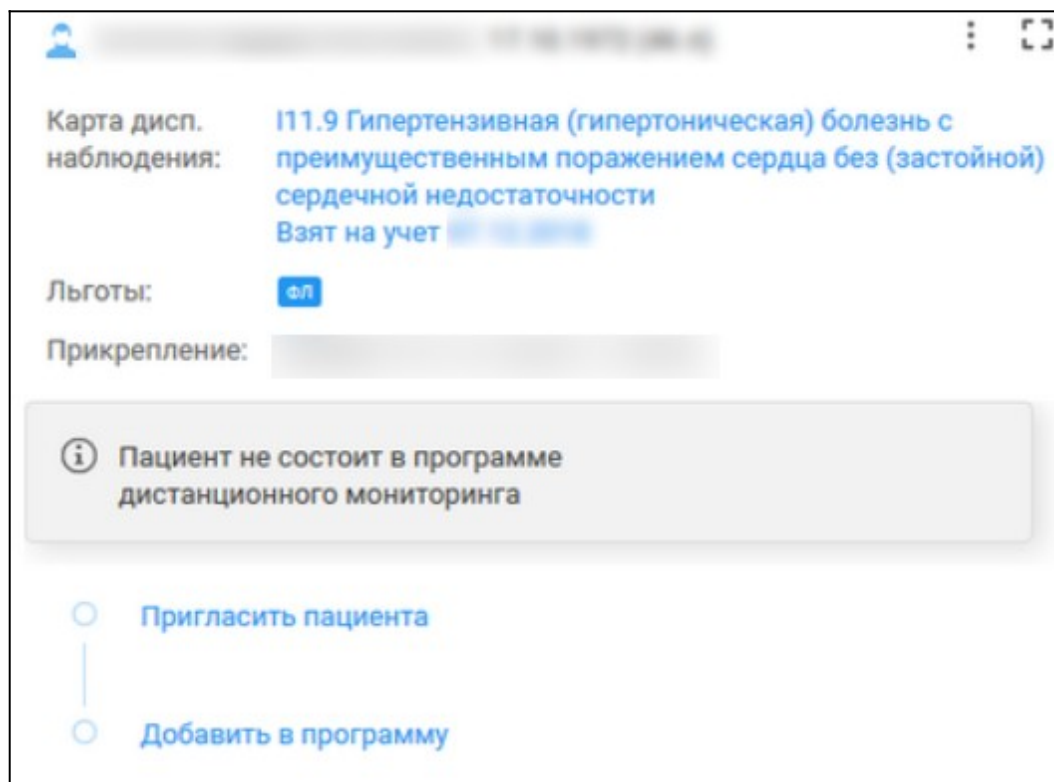 Карта дисп. наблюдения:
I11.9 Гипертензивная (гипертоническая) болезнь с
преимущественным поражением сердца без (застойной)
сердечной недостаточности
Взят на учет
Льготы:
ФЛ
Прикрепление:
Пациент не состоит в программе
дистанционного мониторинга
Пригласить пациента
Добавить в программу